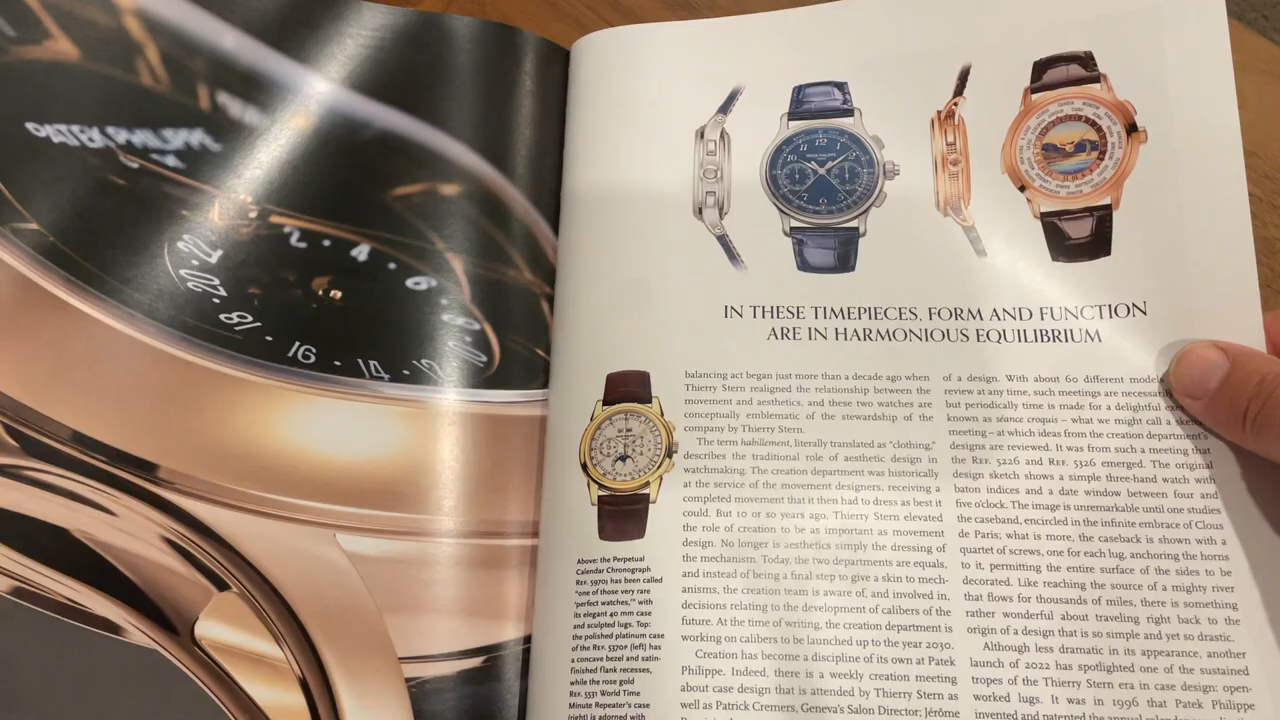 PATEK PHILIPPE
2 · 4 · 6 · 8 · 10 · 12 · 14 · 16 · 18 · 20 · 22
IN THESE TIMEPIECES, FORM AND FUNCTION
ARE IN HARMONIOUS EQUILIBRIUM
Above: the Perpetual
Calendar Chronograph
REF. 5970J has been called
“one of those very rare
‘perfect watches,’” with
its elegant 40 mm case
and sculpted lugs. Top:
the polished platinum case
of the REF. 5370P (left) has
a concave bezel and satin-
finished flank recesses,
while the rose gold
REF. 5531 World Time
Minute Repeater’s case
(right) is adorned with
balancing act began just more than a decade ago when
Thierry Stern realigned the relationship between the
movement and aesthetics, and these two watches are
conceptually emblematic of the stewardship of the
company by Thierry Stern.
The term habillement, literally translated as “clothing,”
describes the traditional role of aesthetic design in
watchmaking. The creation department was historically
at the service of the movement designers, receiving a
completed movement that it then had to dress as best it
could. But 10 or so years ago, Thierry Stern elevated
the role of creation to be as important as movement
design. No longer is aesthetics simply the dressing of
the mechanism. Today, the two departments are equals,
and instead of being a final step to give a skin to mech-
anisms, the creation team is aware of, and involved in,
decisions relating to the development of calibers of the
future. At the time of writing, the creation department is
working on calibers to be launched up to the year 2030.
Creation has become a discipline of its own at Patek
Philippe. Indeed, there is a weekly creation meeting
about case design that is attended by Thierry Stern as
well as Patrick Cremers, Geneva’s Salon Director; Jérôme
of a design. With about 60 different models
review at any time, such meetings are
but periodically time is made for a delightful
known as séance croquis – what we might call a
meeting – at which ideas from the creation department’s
designs are reviewed. It was from such a meeting that
the REF. 5226 and REF. 5326 emerged. The original
design sketch shows a simple three-hand watch with
baton indices and a date window between four and
five o’clock. The image is unremarkable until one studies
the caseband, encircled in the infinite embrace of Clous
de Paris; what is more, the caseback is shown with a
quartet of screws, one for each lug, anchoring the horns
to it, permitting the entire surface of the sides to be
decorated. Like reaching the source of a mighty river
that flows for thousands of miles, there is something
rather wonderful about traveling right back to the
origin of a design that is so simple and yet so drastic.
Although less dramatic in its appearance, another
launch of 2022 has spotlighted one of the sustained
tropes of the Thierry Stern era in case design: open-
worked lugs. It was in 1996 that Patek Philippe
invented and patented the annual